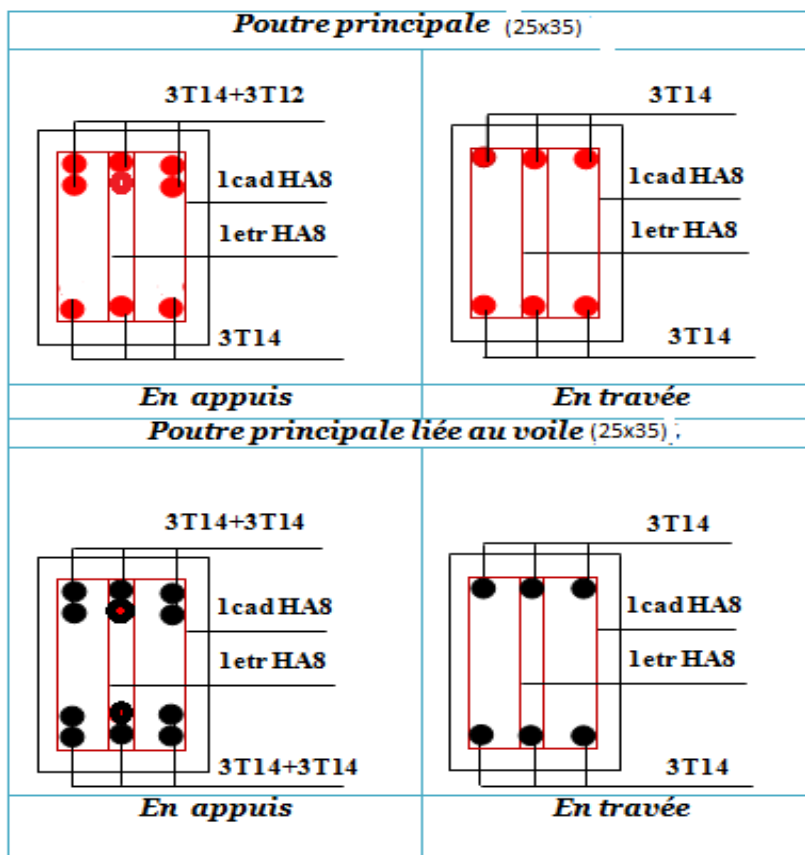 Poutre principale (25x35)
3T14+3T12
1cad HA8
1etr HA8
3T14
3T14
1cad HA8
1etr HA8
3T14
En appuis
En travée
Poutre principale liée au voile (25x35) ;
3T14+3T14
1cad HA8
1etr HA8
3T14+3T14
3T14
1cad HA8
1etr HA8
3T14
En appuis
En travée